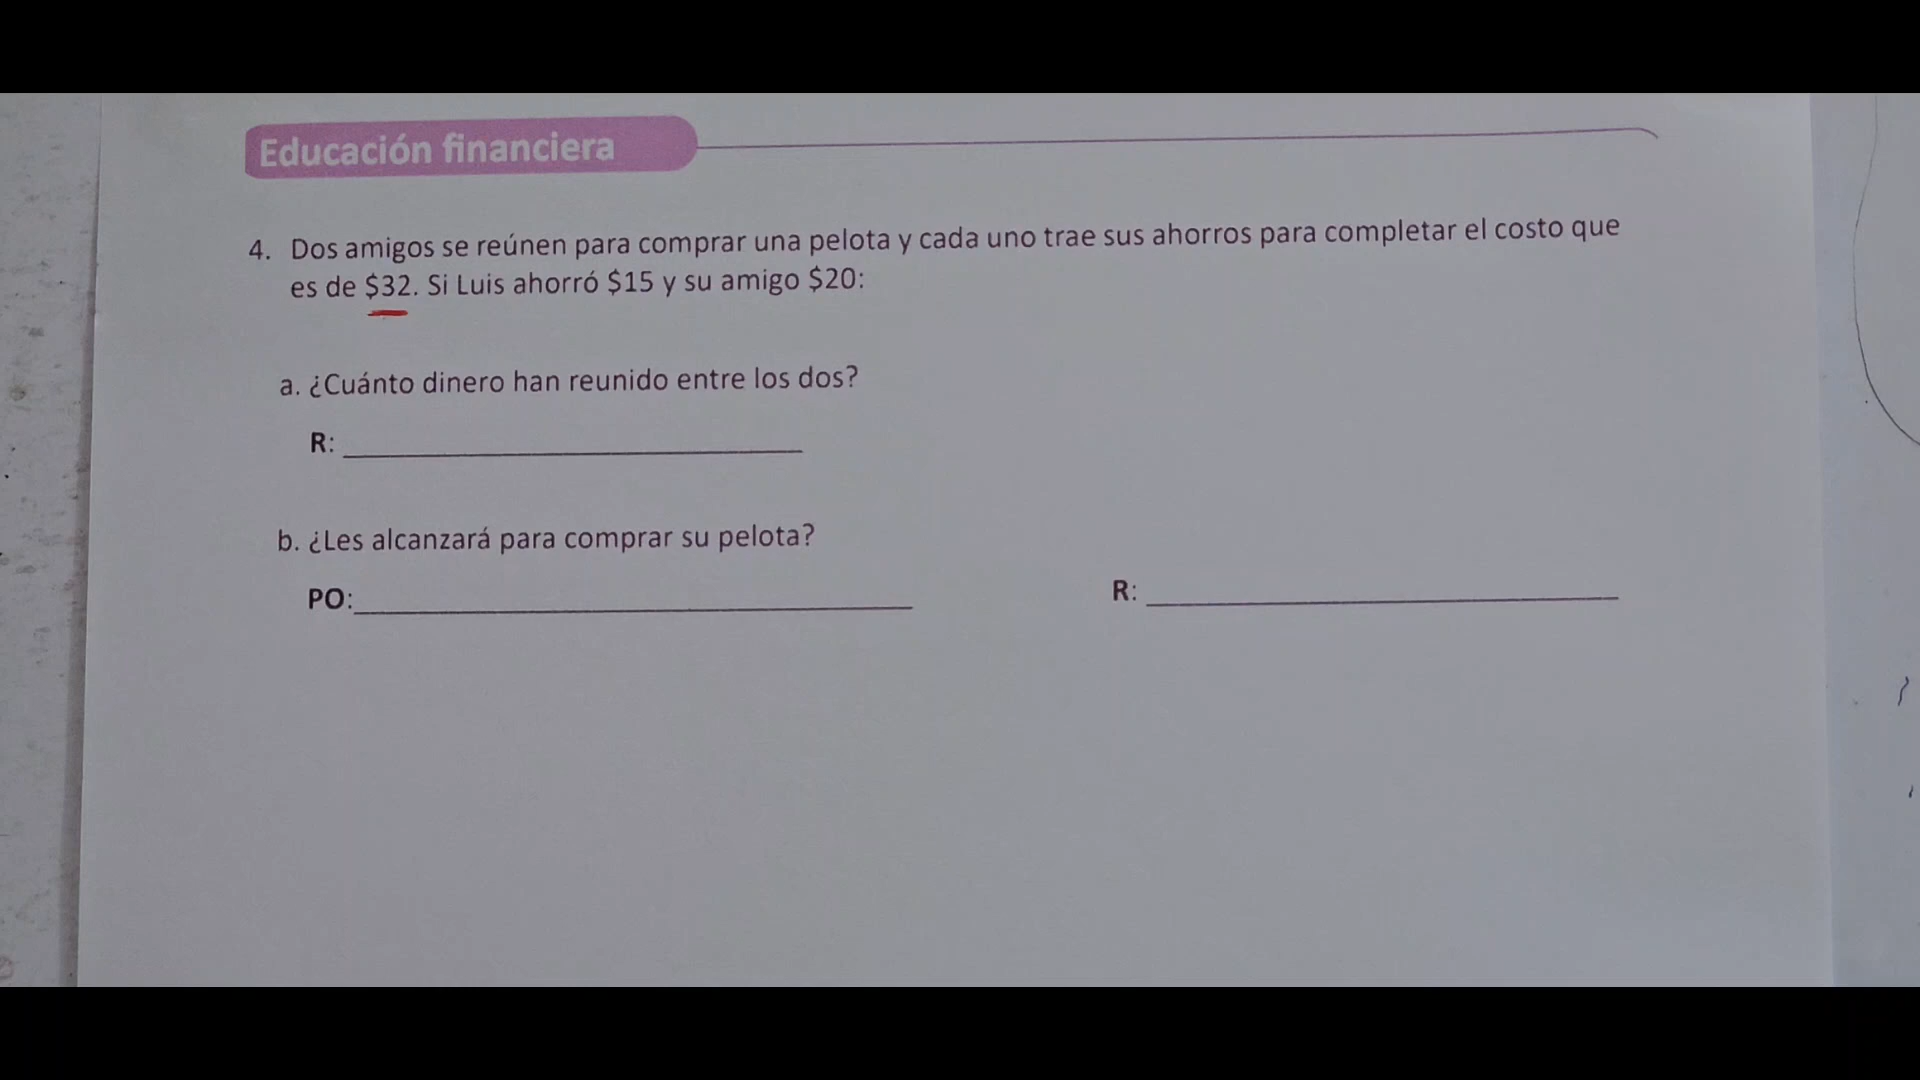 Educación financiera
4. Dos amigos se reúnen para comprar una pelota y cada uno trae sus ahorros para completar el costo que
es de $32. Si Luis ahorró $15 y su amigo $20:
a. ¿Cuánto dinero han reunido entre los dos?
R:
b. ¿Les alcanzará para comprar su pelota?
PO: R: